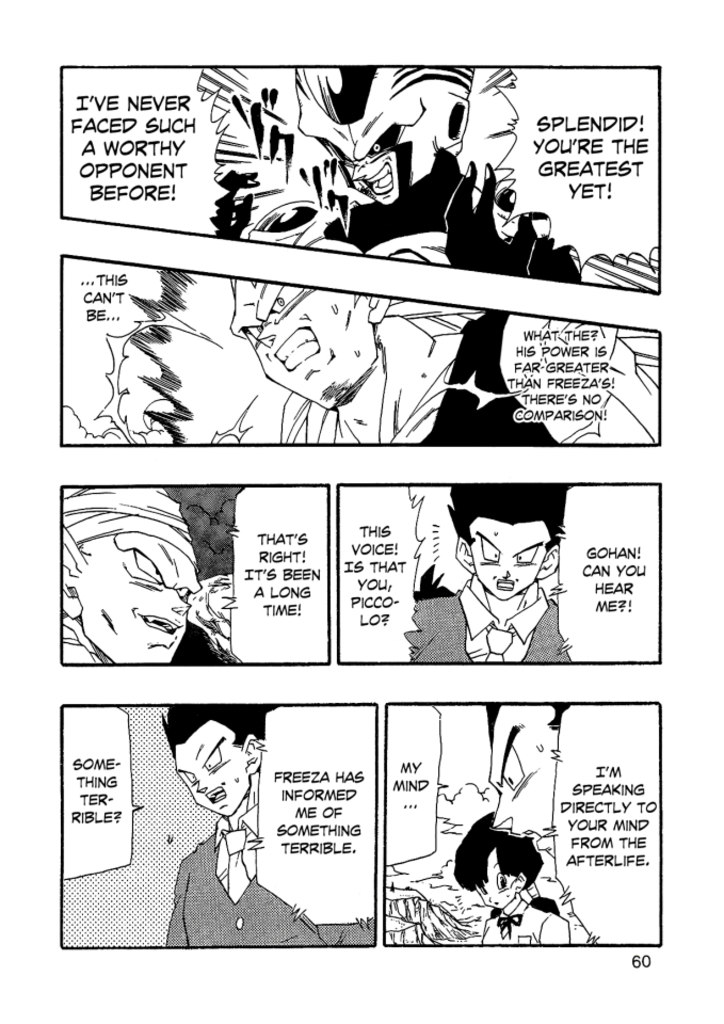 SPLENDID!
YOU'RE THE
GREATEST
YET!
I'VE NEVER
FACED SUCH
A WORTHY
OPPONENT
BEFORE!
WHAT THE?
HIS POWER IS
FAR GREATER
THAN FREEZA'S!
THERE'S NO
COMPARISON!
...THIS
CAN'T
BE...
GOHAN!
CAN YOU
HEAR
ME?!
THIS
VOICE!
IS THAT
YOU,
PICCO-
LO?
THAT'S
RIGHT!
IT'S BEEN
A LONG
TIME!
I'M
SPEAKING
DIRECTLY TO
YOUR MIND
FROM THE
AFTERLIFE.
MY
MIND
...
FREEZA HAS
INFORMED
ME OF
SOMETHING
TERRIBLE.
SOME-
THING
TER-
RIBLE?
60